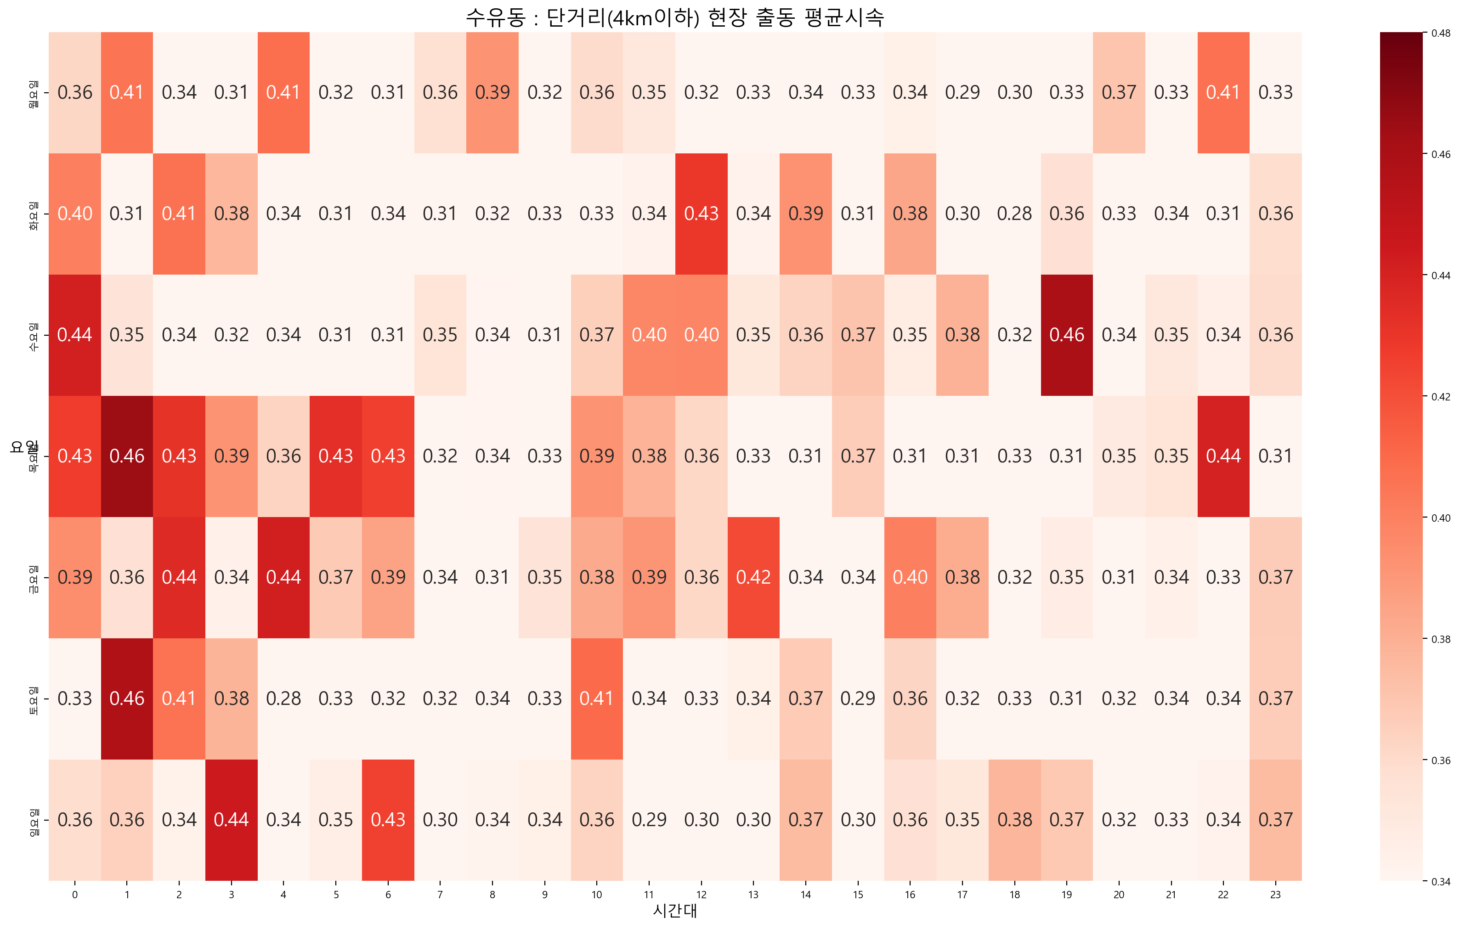 수유동 : 단거리(4km이하) 현장 출동 평균시속
월요일 0.36 0.41 0.34 0.31 0.41 0.32 0.31 0.36 0.39 0.32 0.36 0.35 0.32 0.33 0.34 0.33 0.34 0.29 0.30 0.33 0.37 0.33 0.41 0.33
화요일 0.40 0.31 0.41 0.38 0.34 0.31 0.34 0.31 0.32 0.33 0.33 0.34 0.43 0.34 0.39 0.31 0.38 0.30 0.28 0.36 0.33 0.34 0.31 0.36
수요일 0.44 0.35 0.34 0.32 0.34 0.31 0.31 0.35 0.34 0.31 0.37 0.40 0.40 0.35 0.36 0.37 0.35 0.38 0.32 0.46 0.34 0.35 0.34 0.36
요일
목요일 0.43 0.46 0.43 0.39 0.36 0.43 0.43 0.32 0.34 0.33 0.39 0.38 0.36 0.33 0.31 0.37 0.31 0.31 0.33 0.31 0.35 0.35 0.44 0.31
금요일 0.39 0.36 0.44 0.34 0.44 0.37 0.39 0.34 0.31 0.35 0.38 0.39 0.36 0.42 0.34 0.34 0.40 0.38 0.32 0.35 0.31 0.34 0.33 0.37
토요일 0.33 0.46 0.41 0.38 0.28 0.33 0.32 0.32 0.34 0.33 0.41 0.34 0.33 0.34 0.37 0.29 0.36 0.32 0.33 0.31 0.32 0.34 0.34 0.37
일요일 0.36 0.36 0.34 0.44 0.34 0.35 0.43 0.30 0.34 0.34 0.36 0.29 0.30 0.30 0.37 0.30 0.36 0.35 0.38 0.37 0.32 0.33 0.34 0.37
0 1 2 3 4 5 6 7 8 9 10 11 12 13 14 15 16 17 18 19 20 21 22 23
시간대
0.48
0.46
0.44
0.42
0.40
0.38
0.36
0.34